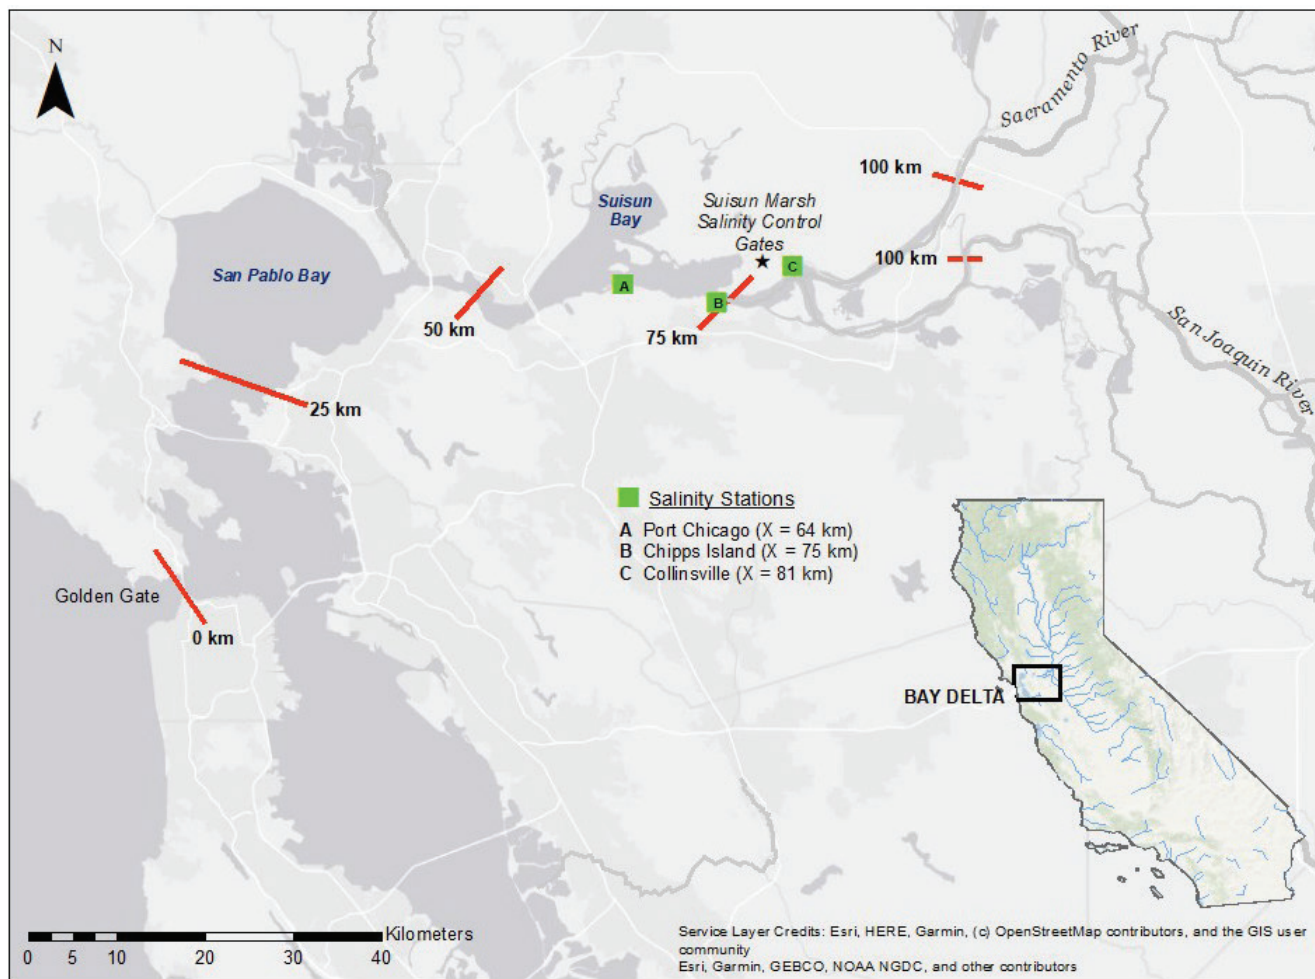 N
Sacramento River
100 km
Suisun
Bay
Suisun Marsh
Salinity Control
Gates
San Pablo Bay
C
100 km
A
B
50 km
75 km
San Joaquin River
25 km
Salinity Stations
A Port Chicago (X = 64 km)
B Chipps Island (X = 75 km)
C Collinsville (X = 81 km)
Golden Gate
0 km
BAY DELTA
Kilometers
0 5 10 20 30 40
Service Layer Credits: Esri, HERE, Garmin, (c) OpenStreetMap contributors, and the GIS user
community
Esri, Garmin, GEBCO, NOAA NGDC, and other contributors